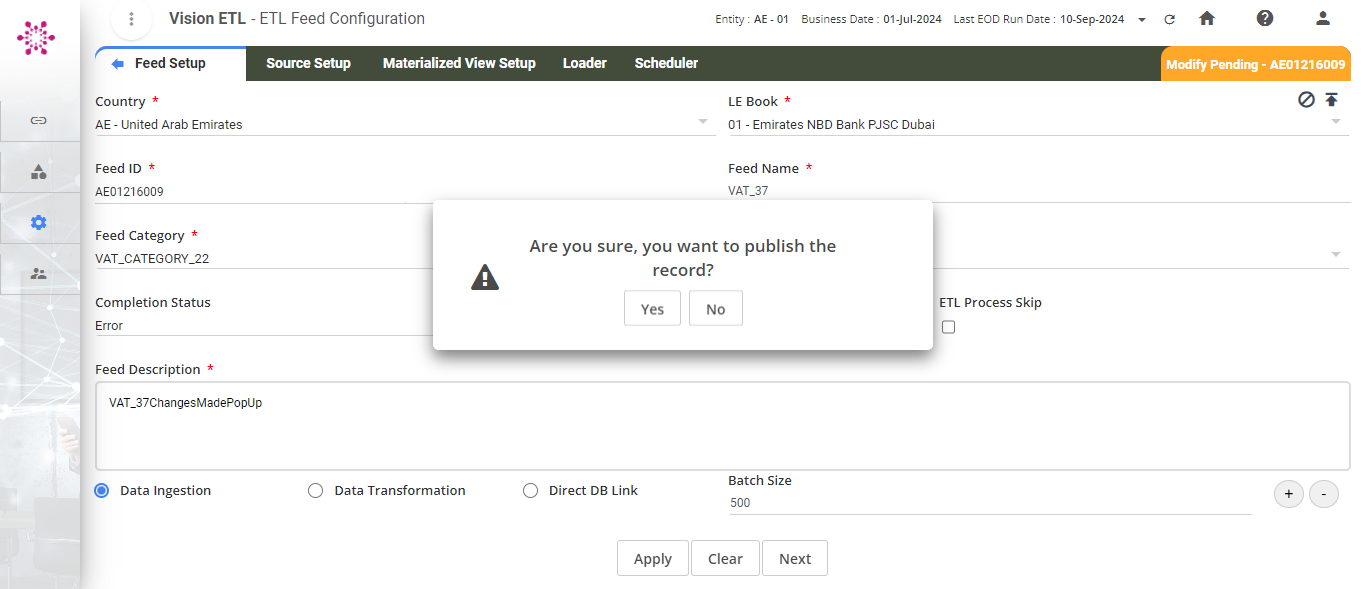 Vision ETL - ETL Feed Configuration
Entity : AE - 01 Business Date : 01-Jul-2024 Last EOD Run Date : 10-Sep-2024
Feed Setup Source Setup Materialized View Setup Loader Scheduler Modify Pending - AE01216009
Country * LE Book *
AE - United Arab Emirates 01 - Emirates NBD Bank PJSC Dubai
Feed ID * Feed Name *
AE01216009 VAT_37
Feed Category *
VAT_CATEGORY_22
Are you sure, you want to publish the
record?
Yes No
Completion Status ETL Process Skip
Error
Feed Description *
VAT_37ChangesMadePopUp
Data Ingestion Data Transformation Direct DB Link Batch Size
500
+ -
Apply Clear Next